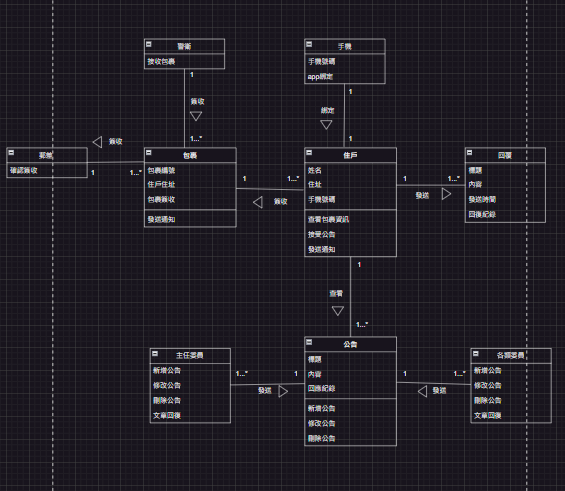 警衛
接收包裹
手機
手機號碼
app綁定
1
1
簽收
綁定
1
1...*
簽收
郵差
確認簽收
1
1...*
包裹
包裹編號
住戶住址
包裹簽收
發送通知
1
1...*
簽收
住戶
姓名
住址
手機號碼
查看包裹資訊
接受公告
發送通知
1
1...*
發送
回復
標題
內容
發送時間
回復紀錄
1
查看
1...*
主任委員
新增公告
修改公告
刪除公告
文章回復
1...*
1
發送
公告
標題
內容
回應紀錄
新增公告
修改公告
刪除公告
1
1...*
發送
各類委員
新增公告
修改公告
刪除公告
文章回復